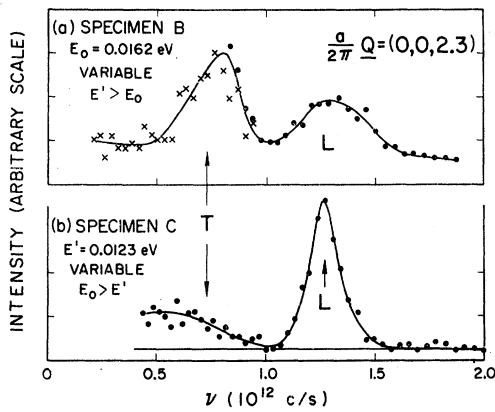 (a) SPECIMEN B
E₀ = 0.0162 eV
VARIABLE
E' > E₀
a/2π Q = (0,0,2.3)
L
T
(b) SPECIMEN C
E' = 0.0123 eV
VARIABLE
E₀ > E'
L
INTENSITY (ARBITRARY SCALE)
0 0.5 1.0 1.5 2.0
ν (10¹² c/s)